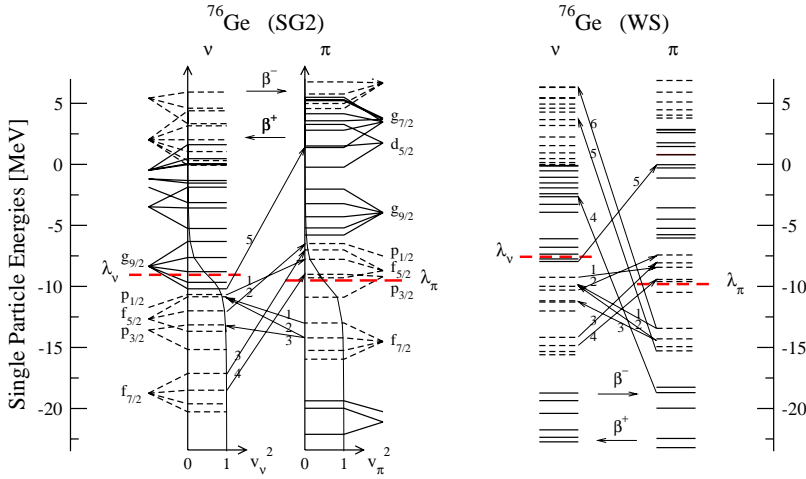 ⁷⁶Ge (SG2)
ν π
Single Particle Energies [MeV]
5
0
-5
-10
-15
-20
β⁻
β⁺
g7/2
d5/2
g9/2
p1/2
f5/2
p3/2
f7/2
λπ
g9/2
λν
p1/2
f5/2
p3/2
f7/2
5
1
2
1
2
3
3
4
0 1 vν²
0 1 vπ²
⁷⁶Ge (WS)
ν π
6
5
5
4
λν
1
2
λπ
1
2
3
3
4
β⁻
β⁺
5
0
-5
-10
-15
-20